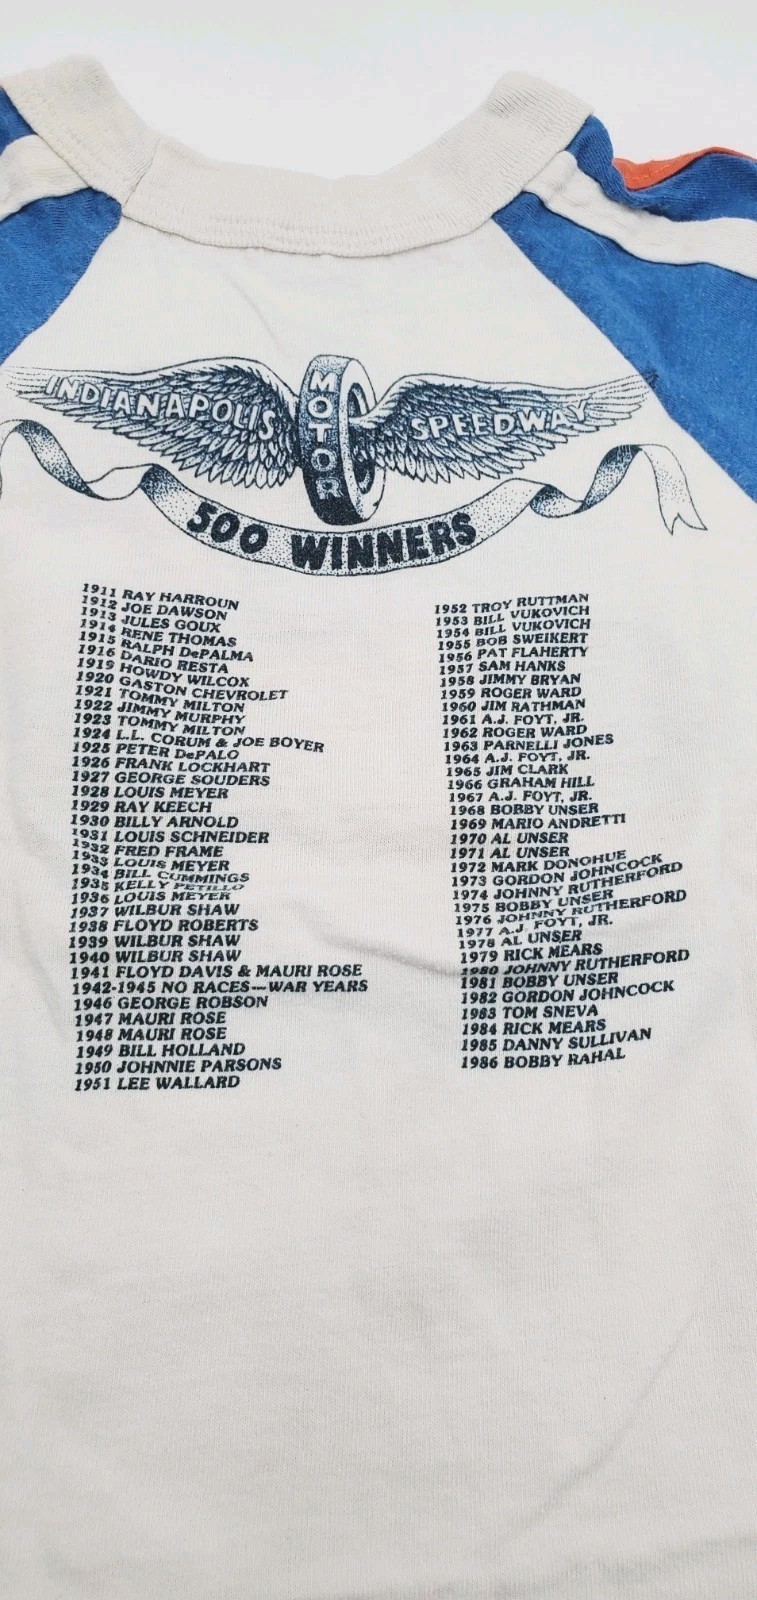 INDIANAPOLIS MOTOR SPEEDWAY
500 WINNERS
1911 RAY HARROUN
1912 JOE DAWSON
1913 JULES GOUX
1914 RENE THOMAS
1915 RALPH DePALMA
1916 DARIO RESTA
1919 HOWDY WILCOX
1920 GASTON CHEVROLET
1921 TOMMY MILTON
1922 JIMMY MURPHY
1923 TOMMY MILTON
1924 L.L. CORUM & JOE BOYER
1925 PETER DePALO
1926 FRANK LOCKHART
1927 GEORGE SOUDERS
1928 LOUIS MEYER
1929 RAY KEECH
1930 BILLY ARNOLD
1931 LOUIS SCHNEIDER
1932 FRED FRAME
1933 LOUIS MEYER
1934 BILL CUMMINGS
1935 KELLY PETILLO
1936 LOUIS MEYER
1937 WILBUR SHAW
1938 FLOYD ROBERTS
1939 WILBUR SHAW
1940 WILBUR SHAW
1941 FLOYD DAVIS & MAURI ROSE
1942-1945 NO RACES—WAR YEARS
1946 GEORGE ROBSON
1947 MAURI ROSE
1948 MAURI ROSE
1949 BILL HOLLAND
1950 JOHNNIE PARSONS
1951 LEE WALLARD
1952 TROY RUTTMAN
1953 BILL VUKOVICH
1954 BILL VUKOVICH
1955 BOB SWEIKERT
1956 PAT FLAHERTY
1957 SAM HANKS
1958 JIMMY BRYAN
1959 ROGER WARD
1960 JIM RATHMAN
1961 A.J. FOYT, JR.
1962 ROGER WARD
1963 PARNELLI JONES
1964 A.J. FOYT, JR.
1965 JIM CLARK
1966 GRAHAM HILL
1967 A.J. FOYT, JR.
1968 BOBBY UNSER
1969 MARIO ANDRETTI
1970 AL UNSER
1971 AL UNSER
1972 MARK DONOHUE
1973 GORDON JOHNCOCK
1974 JOHNNY RUTHERFORD
1975 BOBBY UNSER
1976 JOHNNY RUTHERFORD
1977 A.J. FOYT, JR.
1978 AL UNSER
1979 RICK MEARS
1980 JOHNNY RUTHERFORD
1981 BOBBY UNSER
1982 GORDON JOHNCOCK
1983 TOM SNEVA
1984 RICK MEARS
1985 DANNY SULLIVAN
1986 BOBBY RAHAL